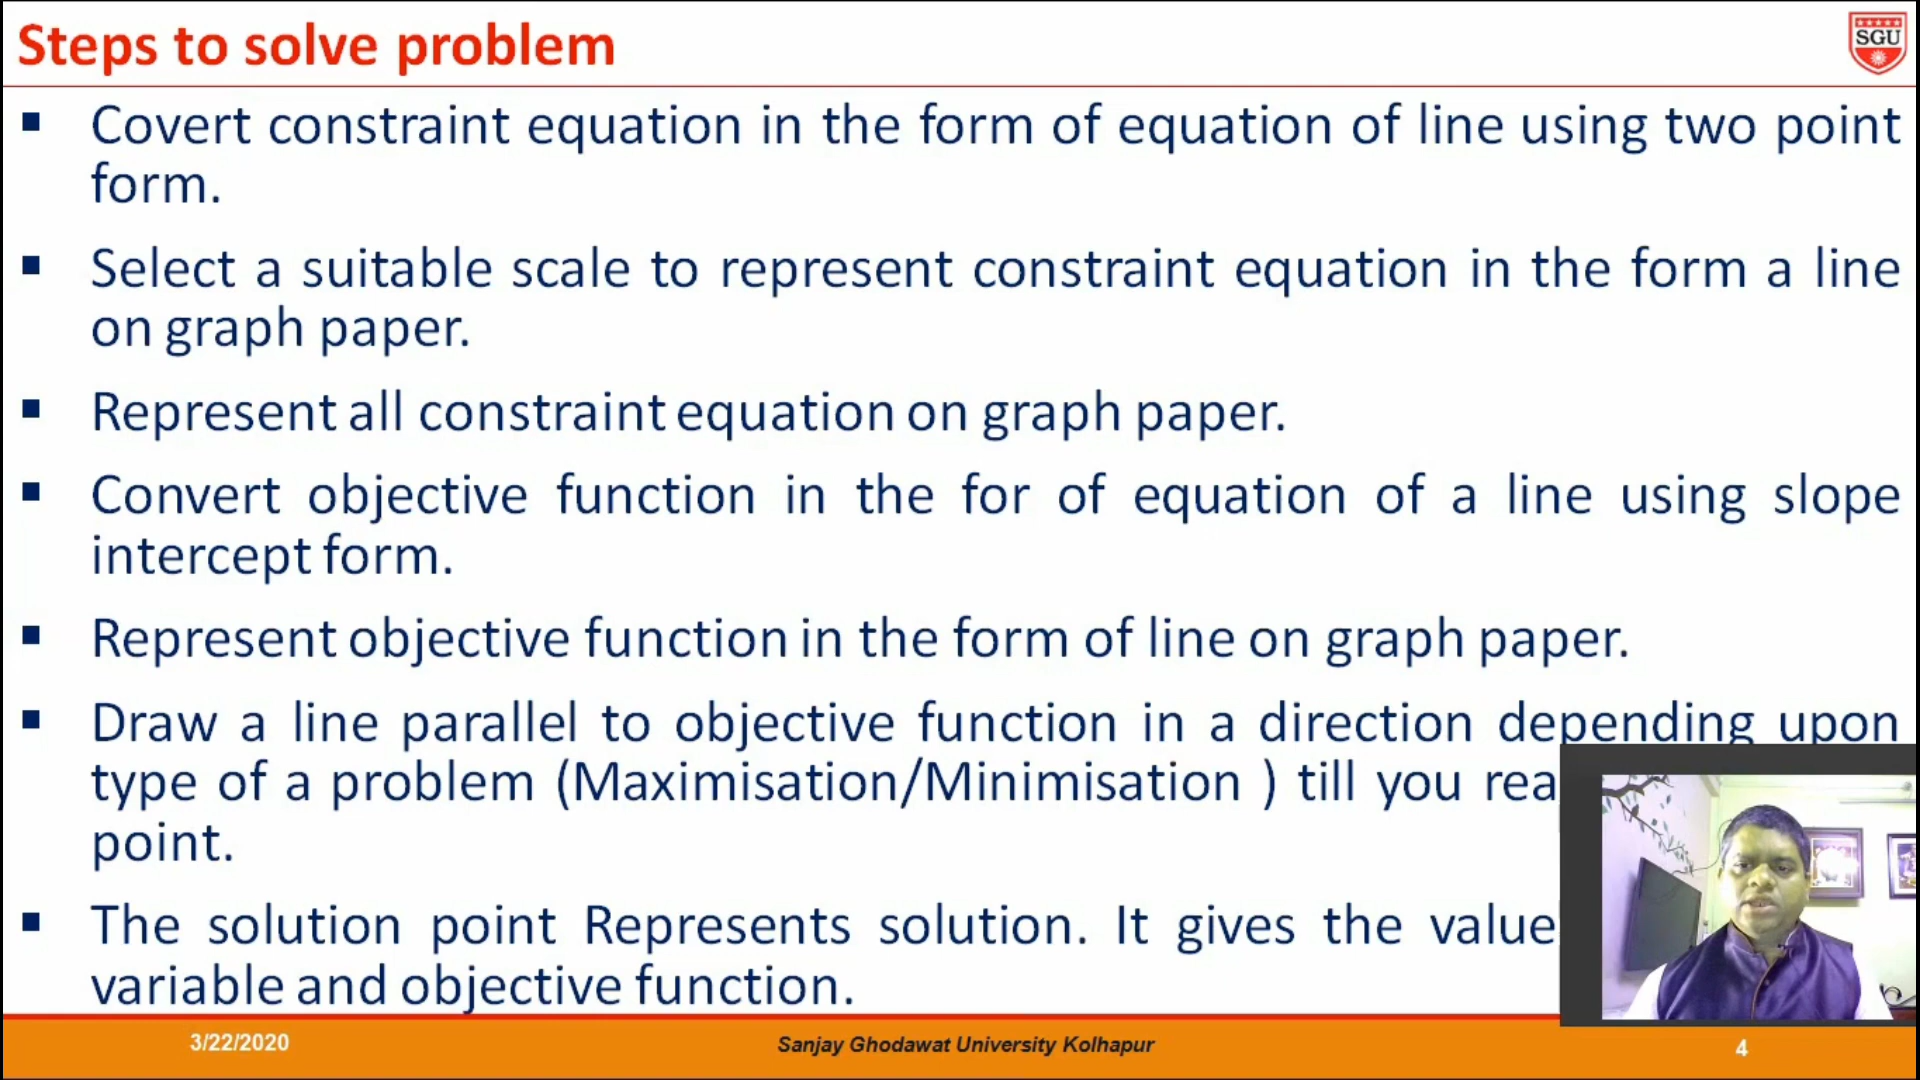 Steps to solve problem
SGU
▪ Covert constraint equation in the form of equation of line using two point
form.
▪ Select a suitable scale to represent constraint equation in the form a line
on graph paper.
▪ Represent all constraint equation on graph paper.
▪ Convert objective function in the for of equation of a line using slope
intercept form.
▪ Represent objective function in the form of line on graph paper.
▪ Draw a line parallel to objective function in a direction depending upon
type of a problem (Maximisation/Minimisation ) till you rea
point.
▪ The solution point Represents solution. It gives the value
variable and objective function.
3/22/2020
Sanjay Ghodawat University Kolhapur
4